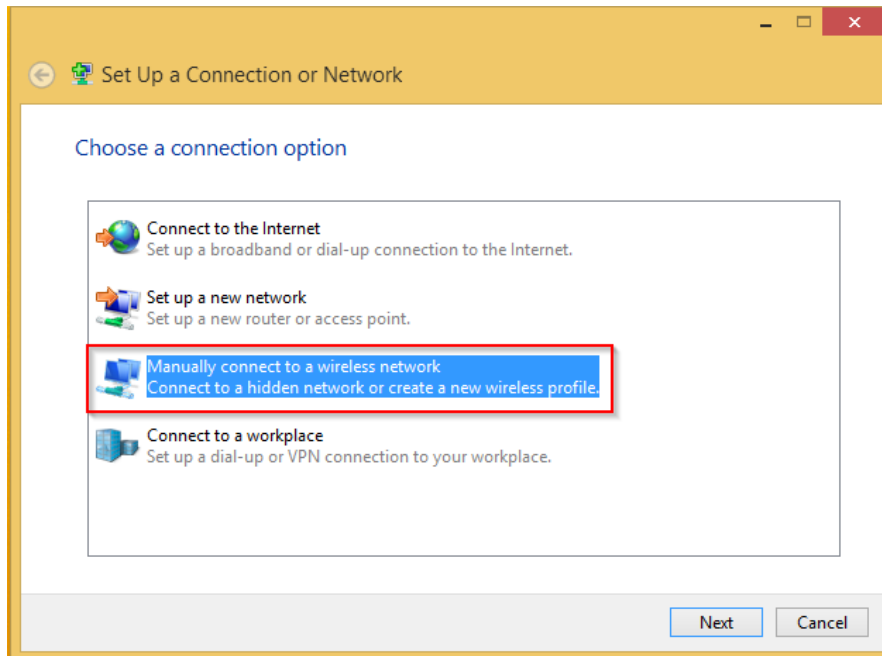 Set Up a Connection or Network
Choose a connection option
Connect to the Internet
Set up a broadband or dial-up connection to the Internet.
Set up a new network
Set up a new router or access point.
Manually connect to a wireless network
Connect to a hidden network or create a new wireless profile.
Connect to a workplace
Set up a dial-up or VPN connection to your workplace.
Next Cancel